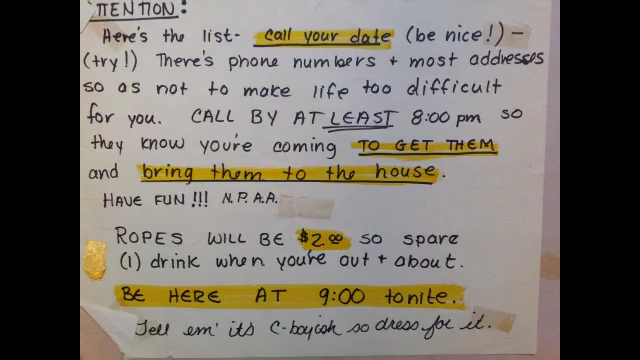 ATTENTION:
Here's the list- call your date (be nice!) -
(try!) There's phone numbers + most addresses
so as not to make life too difficult
for you. CALL BY AT LEAST 8:00 pm so
they know you're coming TO GET THEM
and bring them to the house.
HAVE FUN!!! N.P.A.A.
ROPES WILL BE $2.00 so spare
(1) drink when you're out + about.
BE HERE AT 9:00 tonite.
Tell em' it's C-boyish so dress for it.